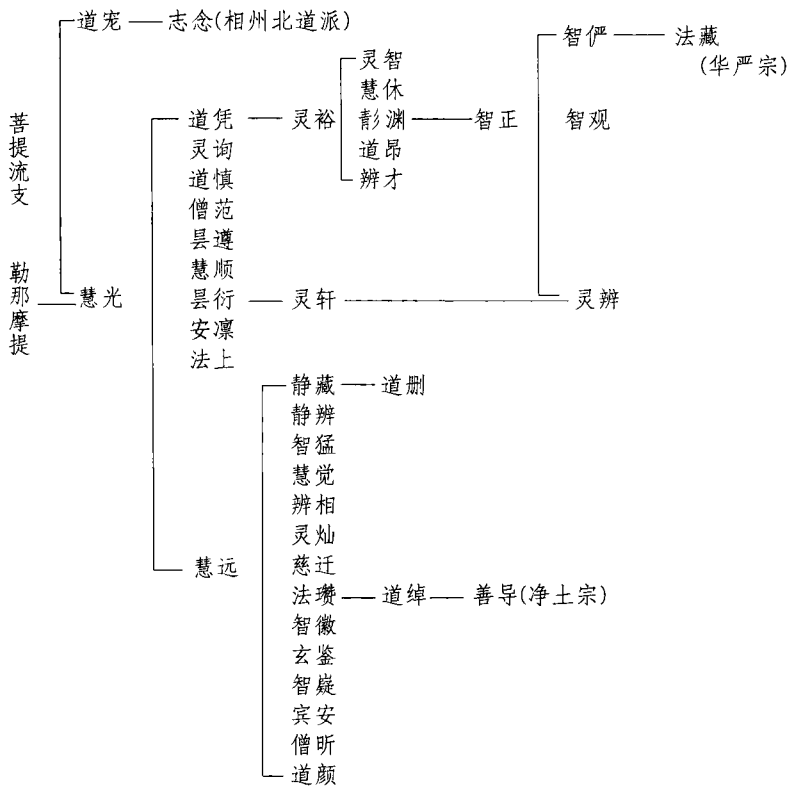 道宠 志念(相州北道派)
智俨 法藏
(华严宗)
灵智
慧休
菩提流支
道凭 灵裕 彭渊 智正 智观
灵询 道昂
道慎 辨才
僧范
昙遵
慧顺
勒那摩提 慧光
昙衍 灵轩 灵辨
安凛
法上
静藏 道删
静辨
智猛
慧觉
辨相
灵灿
慧远 慈迁
法瓒 道绰 善导(净土宗)
智徽
玄鉴
智嶷
宾安
僧昕
道颜